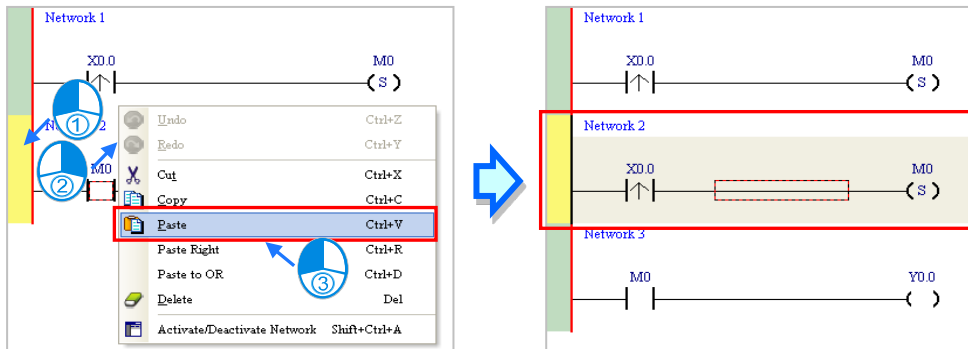 Network 1
X0.0 M0
( S )
① 2
② M0
Undo Ctrl+Z
Redo Ctrl+Y
Cut Ctrl+X
Copy Ctrl+C
Paste Ctrl+V
Paste Right Ctrl+R
Paste to OR Ctrl+D
Delete Del
Activate/Deactivate Network Shift+Ctrl+A
③
Network 1
X0.0 M0
( S )
Network 2
X0.0 M0
( S )
Network 3
M0 Y0.0
( )